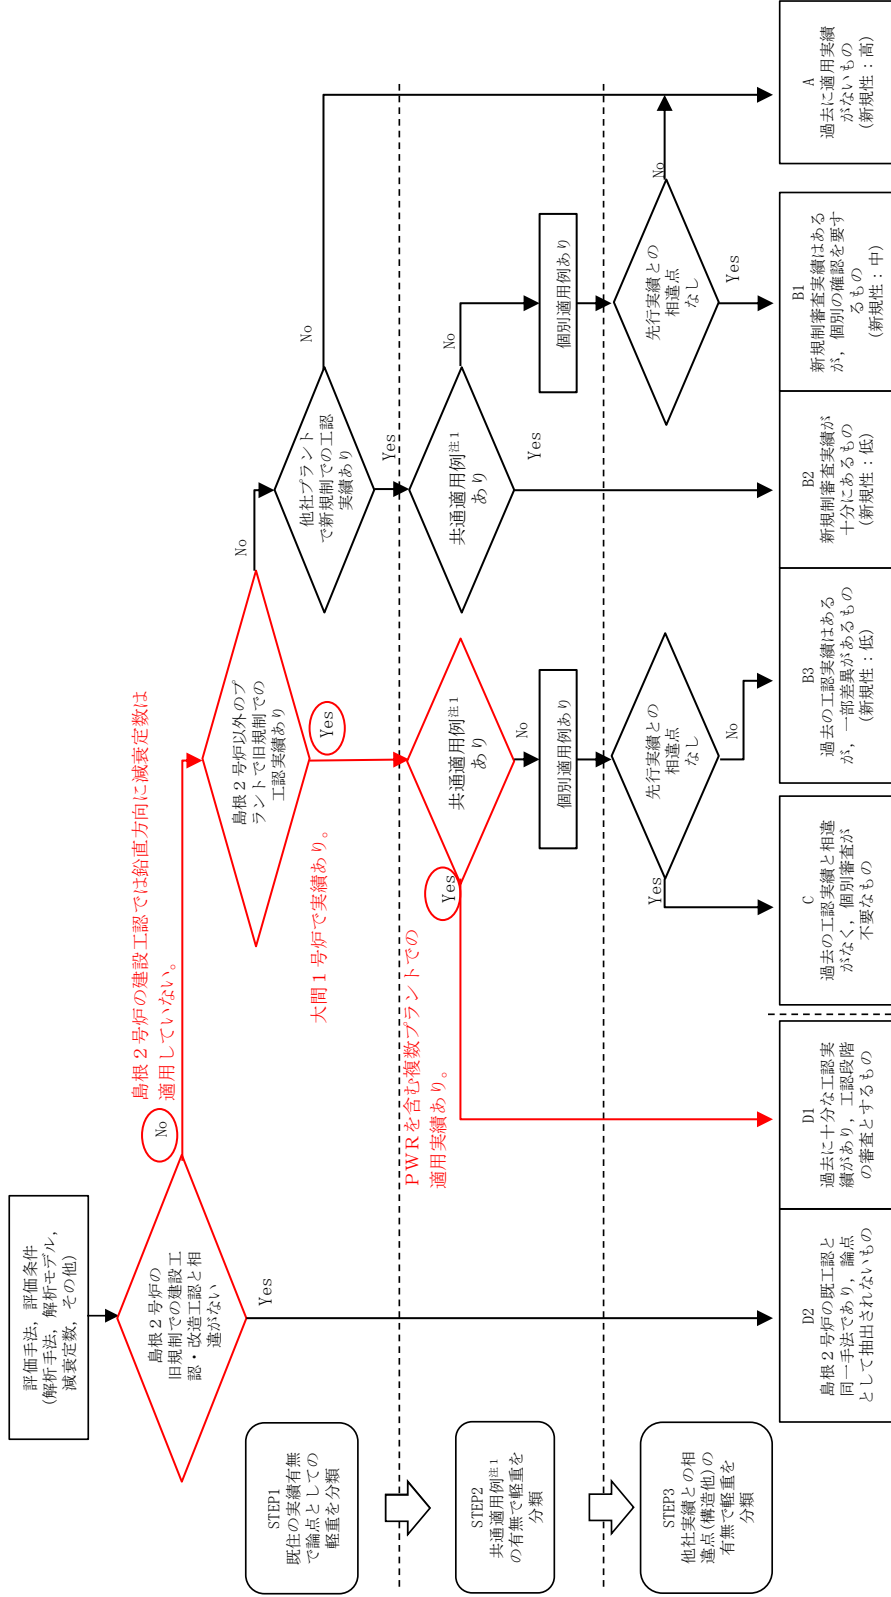 評価手法，評価条件
(解析手法，解析モデル，
減衰定数，その他)
島根２号炉の
旧規制での建設工
認・改造工認と相
違がない
No
Yes
島根２号炉の建設工認では鉛直方向に減衰定数は
適用していない。
島根２号炉以外のプ
ラントで旧規制での
工認実績あり
No
Yes
大間１号炉で実績あり。
他社プラント
で新規制での工認
実績あり
No
Yes
STEP1
既往の実績有無
で論点としての
軽重を分類
STEP2
共通適用例注1
の有無で軽重を
分類
STEP3
他社実績との相
違点(構造他)の
有無で軽重を
分類
PWRを含む複数プラントでの
適用実績あり。
共通適用例注1
あり
Yes
No
個別適用例あり
先行実績との
相違点
なし
Yes
No
共通適用例注1
あり
No
Yes
個別適用例あり
先行実績との
相違点
なし
No
Yes
D2
島根２号炉の既工認と
同一手法であり，論点
として抽出されないもの
D1
過去に十分な工認実
績があり，工認段階
の審査とするもの
C
過去の工認実績と相違
がなく，個別審査が
不要なもの
B3
過去の工認実績はある
が，一部差異があるもの
(新規性：低)
B2
新規制審査実績が
十分にあるもの
(新規性：低)
B1
新規制審査実績はある
が，個別の確認を要す
るもの
(新規性：中)
A
過去に適用実績
がないもの
(新規性：高)